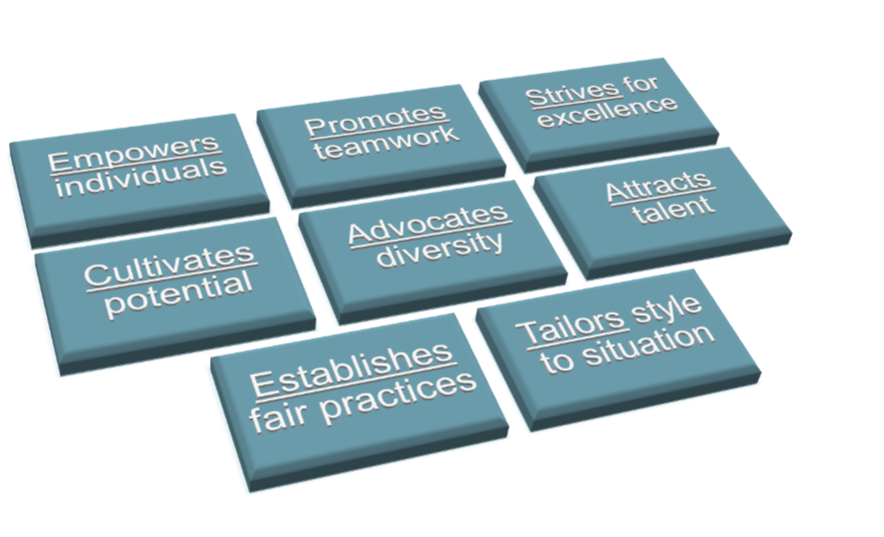 Empowers
individuals
Promotes
teamwork
Strives for
excellence
Cultivates
potential
Advocates
diversity
Attracts
talent
Establishes
fair practices
Tailors style
to situation